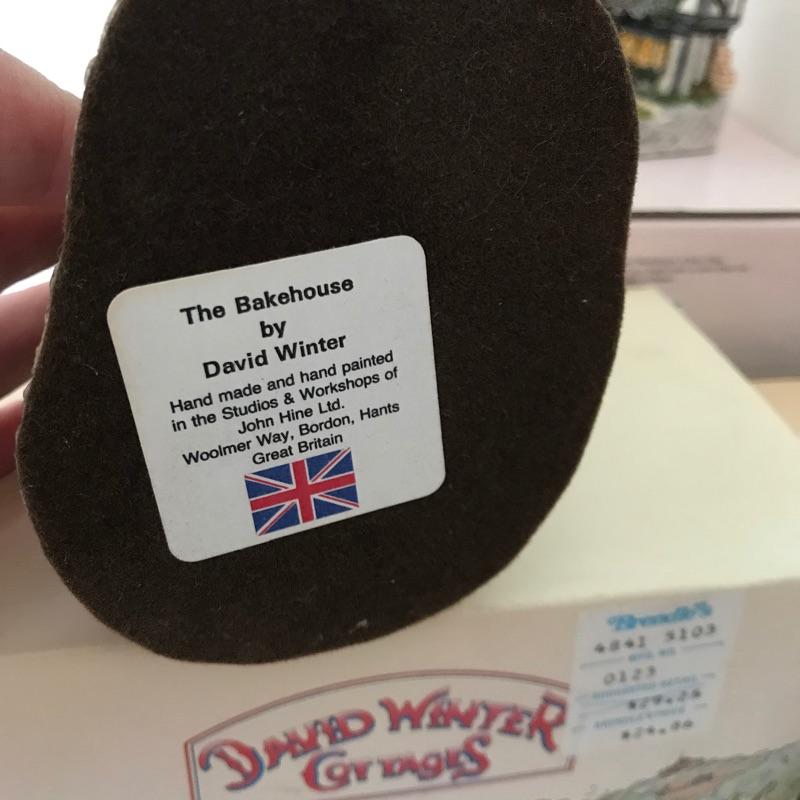 The Bakehouse
by
David Winter
Hand made and hand painted
in the Studios & Workshops of
John Hine Ltd.
Woolmer Way, Bordon, Hants
Great Britain
DAVID WINTER
COTTAGES
4841 5103
0123